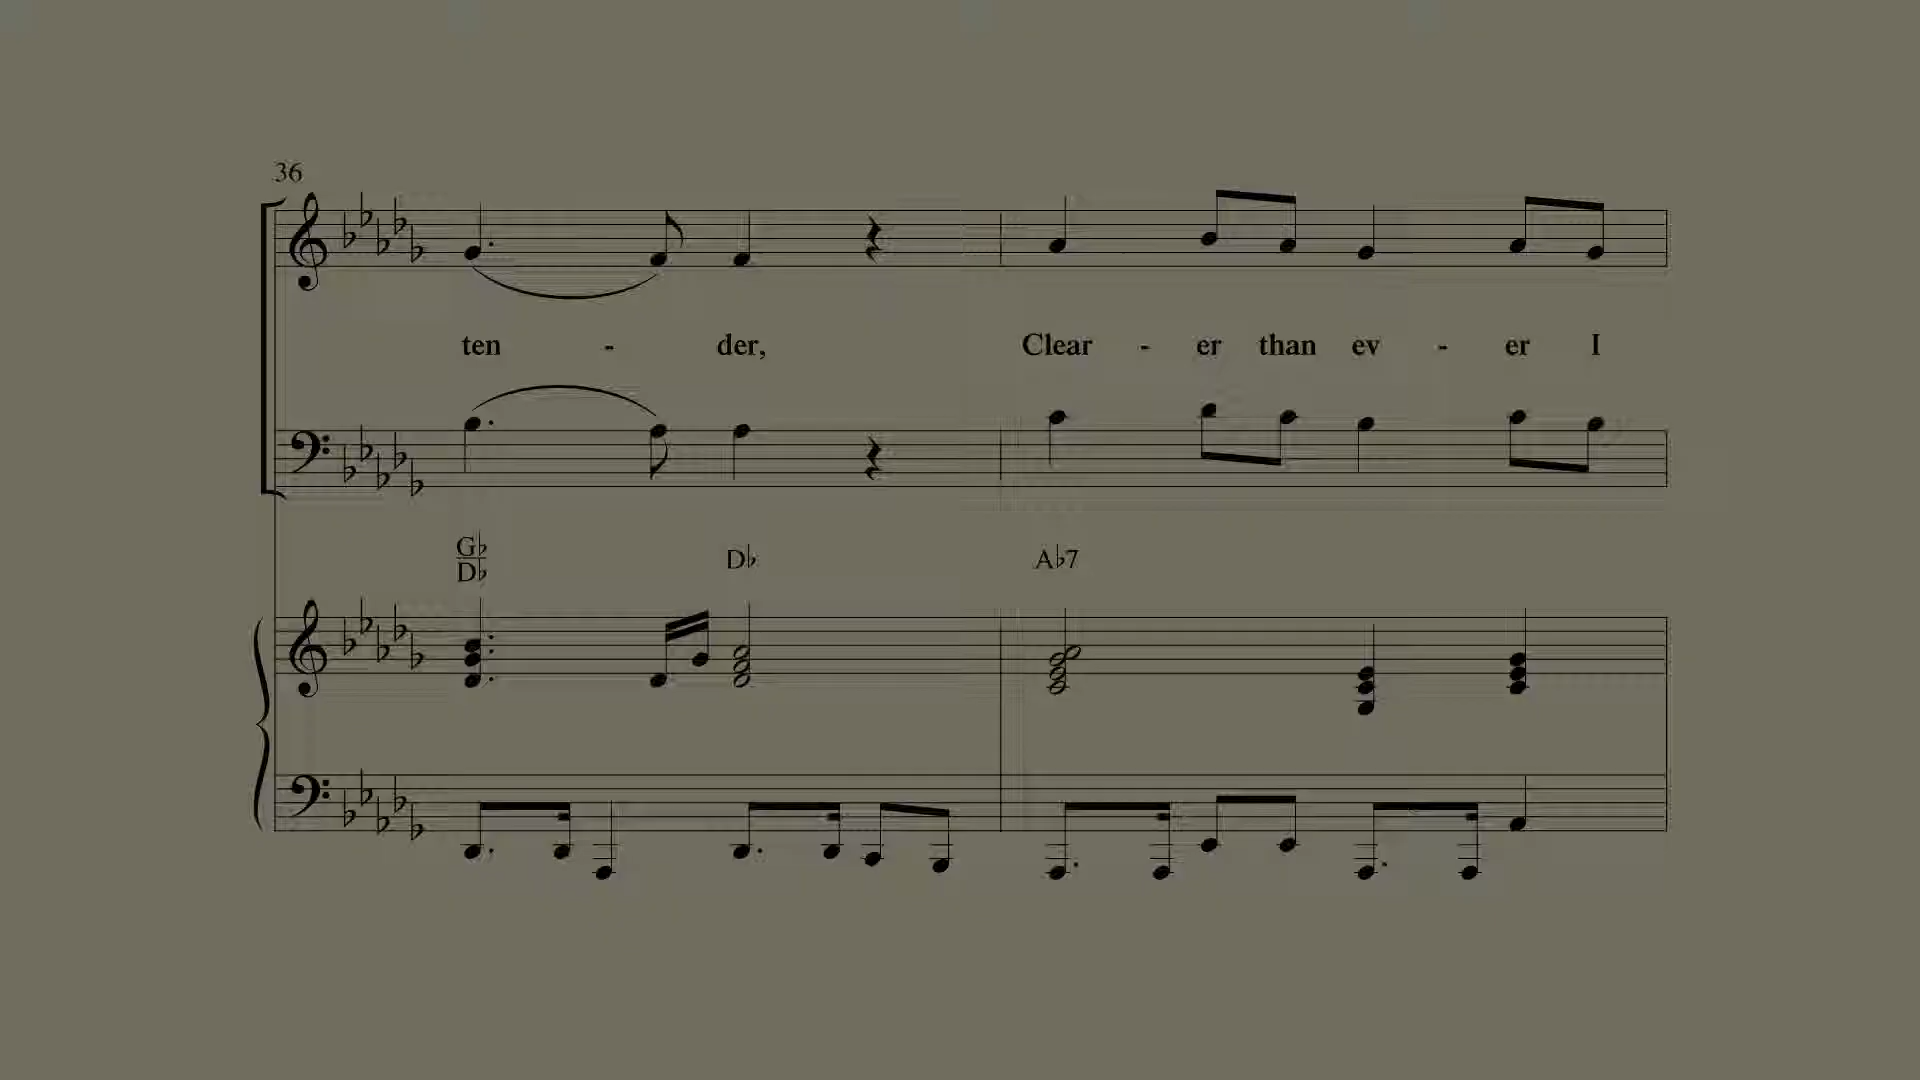 36
ten - der, Clear - er than ev - er I
G♭ D♭ A♭7
D♭